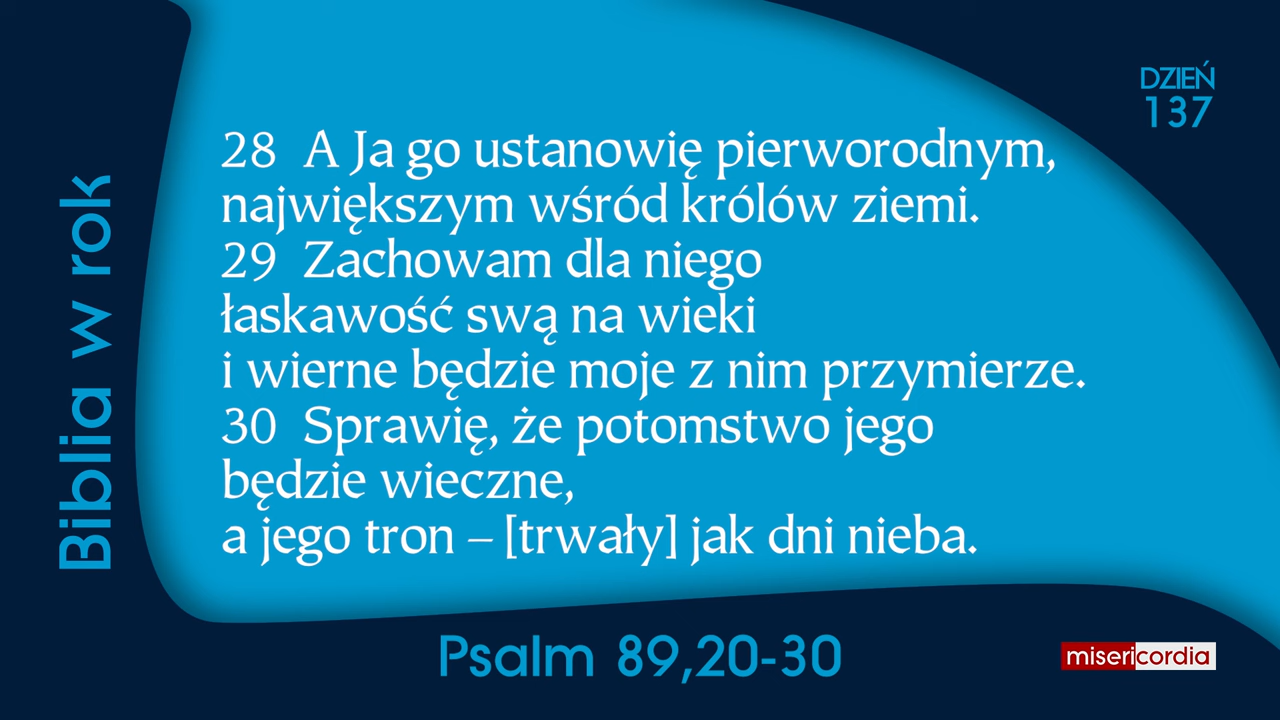 DZIEŃ
137
28 A Ja go ustanowię pierworodnym,
największym wśród królów ziemi.
29 Zachowam dla niego
łaskawość swą na wieki
i wierne będzie moje z nim przymierze.
30 Sprawię, że potomstwo jego
będzie wieczne,
a jego tron – [trwały] jak dni nieba.
Biblia w rok
Psalm 89,20-30
misericordia